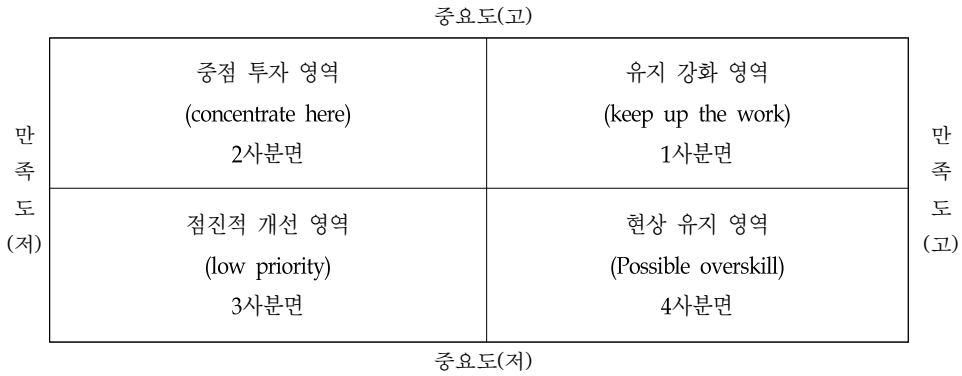 중요도(고)
중점 투자 영역
(concentrate here)
2사분면
유지 강화 영역
(keep up the work)
1사분면
만족도(저)
만족도(고)
점진적 개선 영역
(low priority)
3사분면
현상 유지 영역
(Possible overskill)
4사분면
중요도(저)